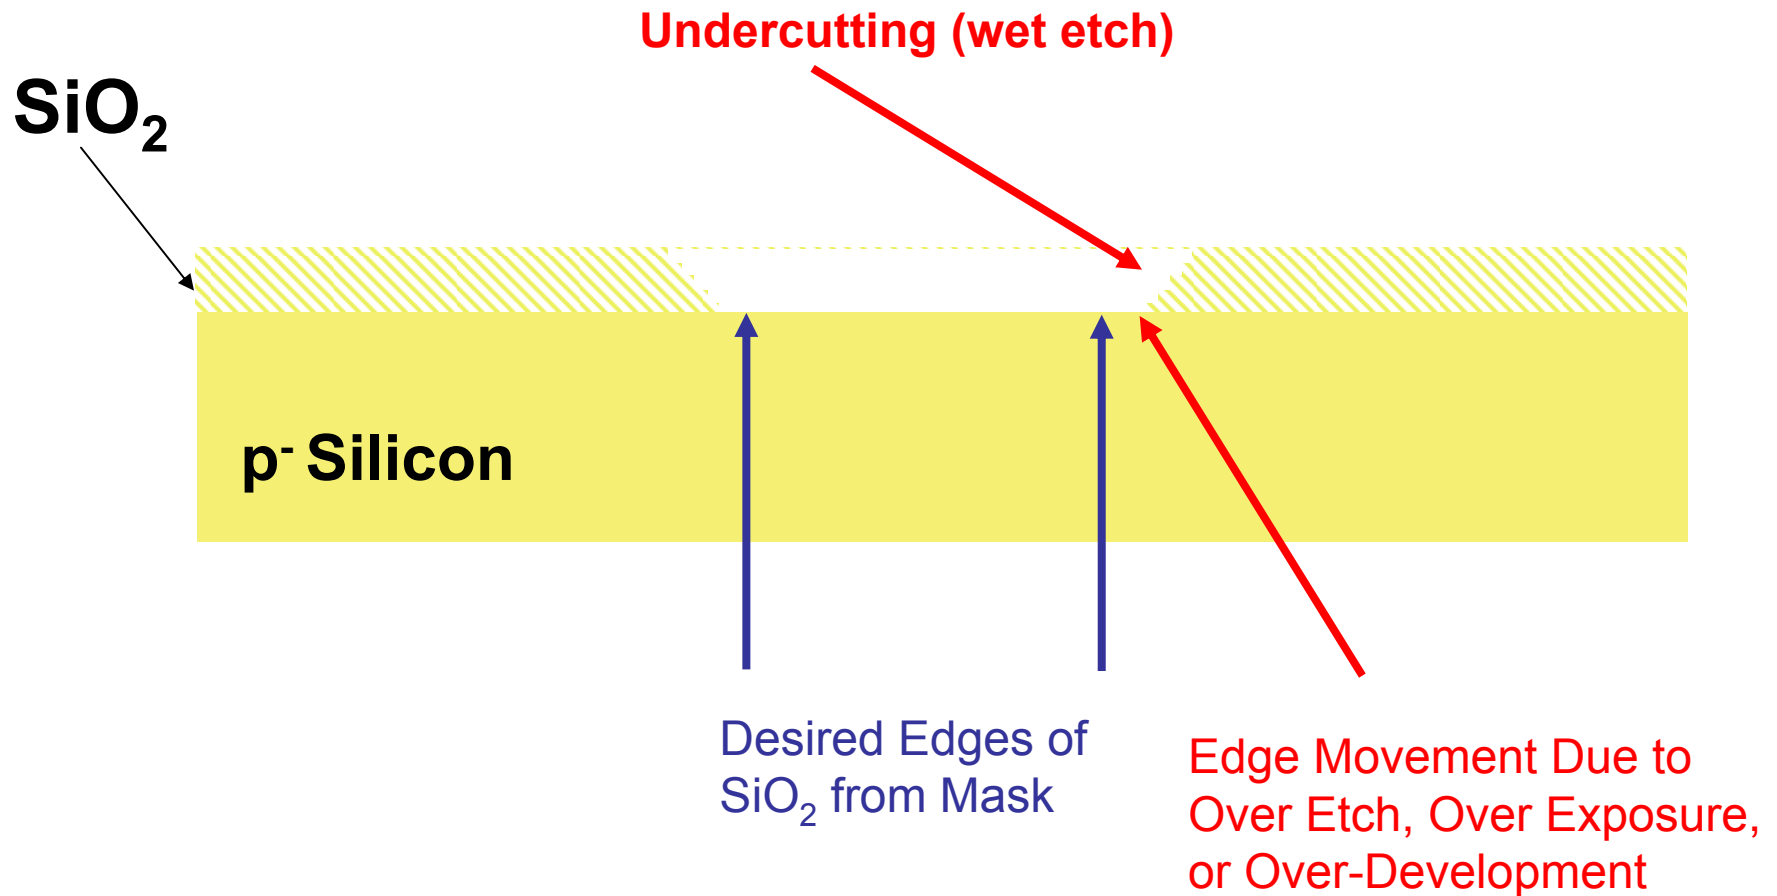 Undercutting (wet etch)
SiO₂
p⁻ Silicon
Desired Edges of
SiO₂ from Mask
Edge Movement Due to
Over Etch, Over Exposure,
or Over-Development